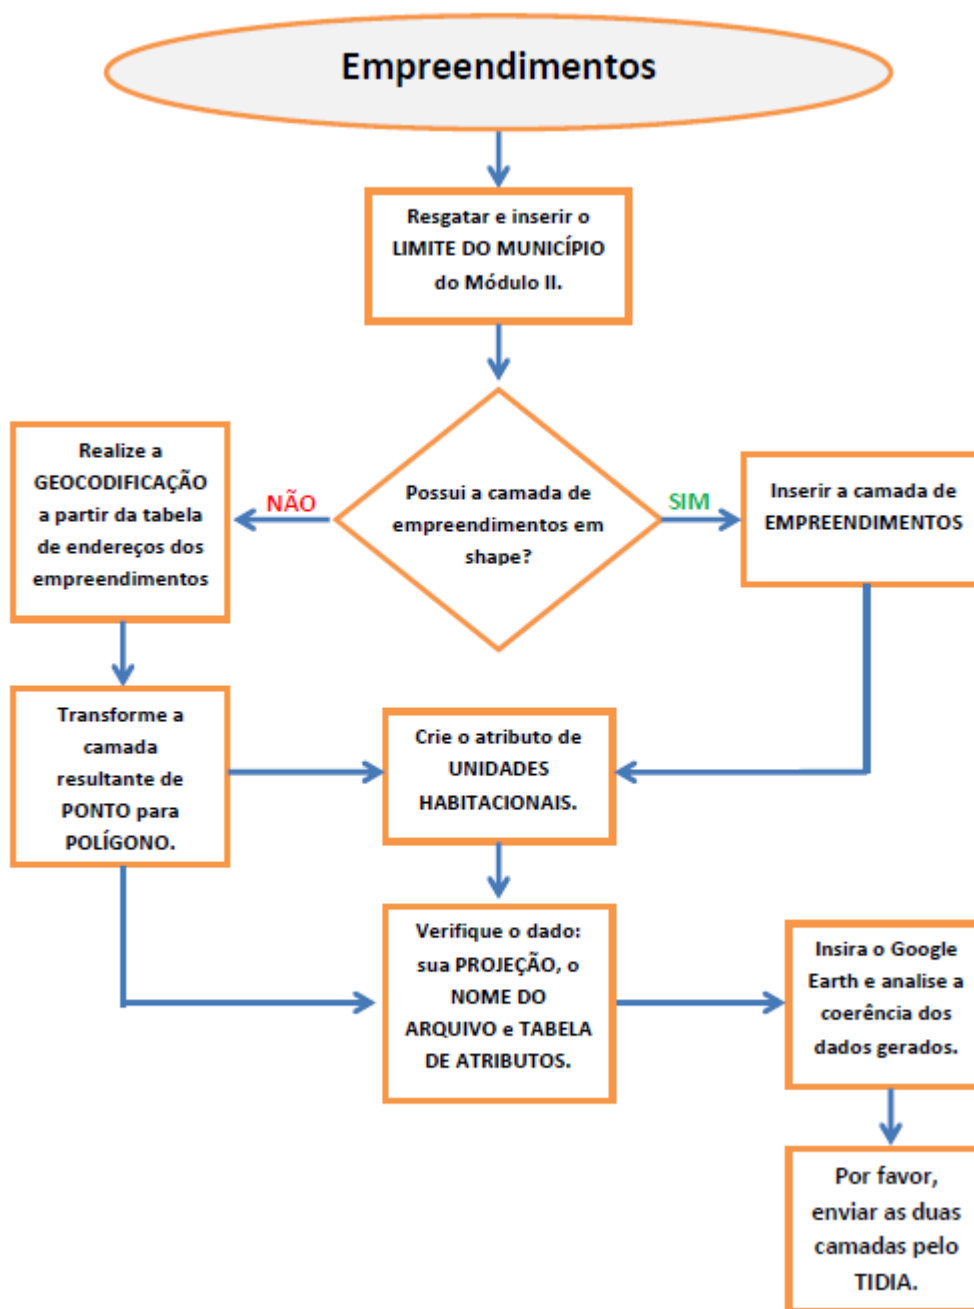 Empreendimentos
Resgatar e inserir o
LIMITE DO MUNICÍPIO
do Módulo II.
Possui a camada de
empreendimentos em
shape?
NÃO
SIM
Realize a
GEOCODIFICAÇÃO
a partir da tabela
de endereços dos
empreendimentos
Inserir a camada de
EMPREENDIMENTOS
Transforme a
camada
resultante de
PONTO para
POLÍGONO.
Crie o atributo de
UNIDADES
HABITACIONAIS.
Verifique o dado:
sua PROJEÇÃO, o
NOME DO
ARQUIVO e TABELA
DE ATRIBUTOS.
Insira o Google
Earth e analise a
coerência dos
dados gerados.
Por favor,
enviar as duas
camadas pelo
TIDIA.